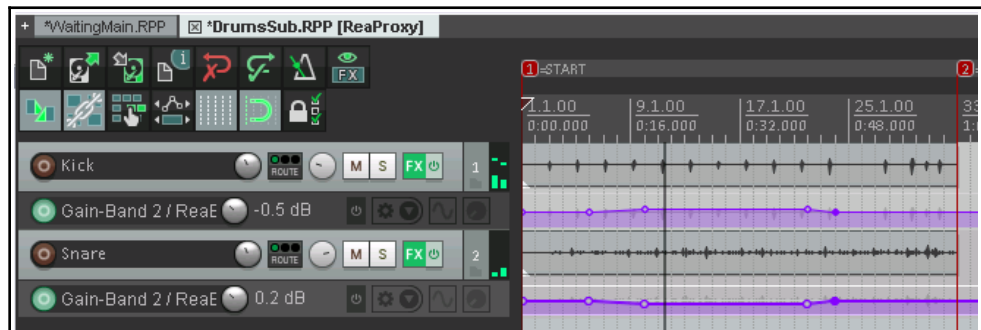 + *WaitingMain.RPP *DrumsSub.RPP [ReaProxy]
FX
1=START 2=
1.1.00 9.1.00 17.1.00 25.1.00 33
0:00.000 0:16.000 0:32.000 0:48.000 1:
Kick ROUTE M S FX 1
Gain-Band 2 / ReaE -0.5 dB
Snare ROUTE M S FX 2
Gain-Band 2 / ReaE 0.2 dB